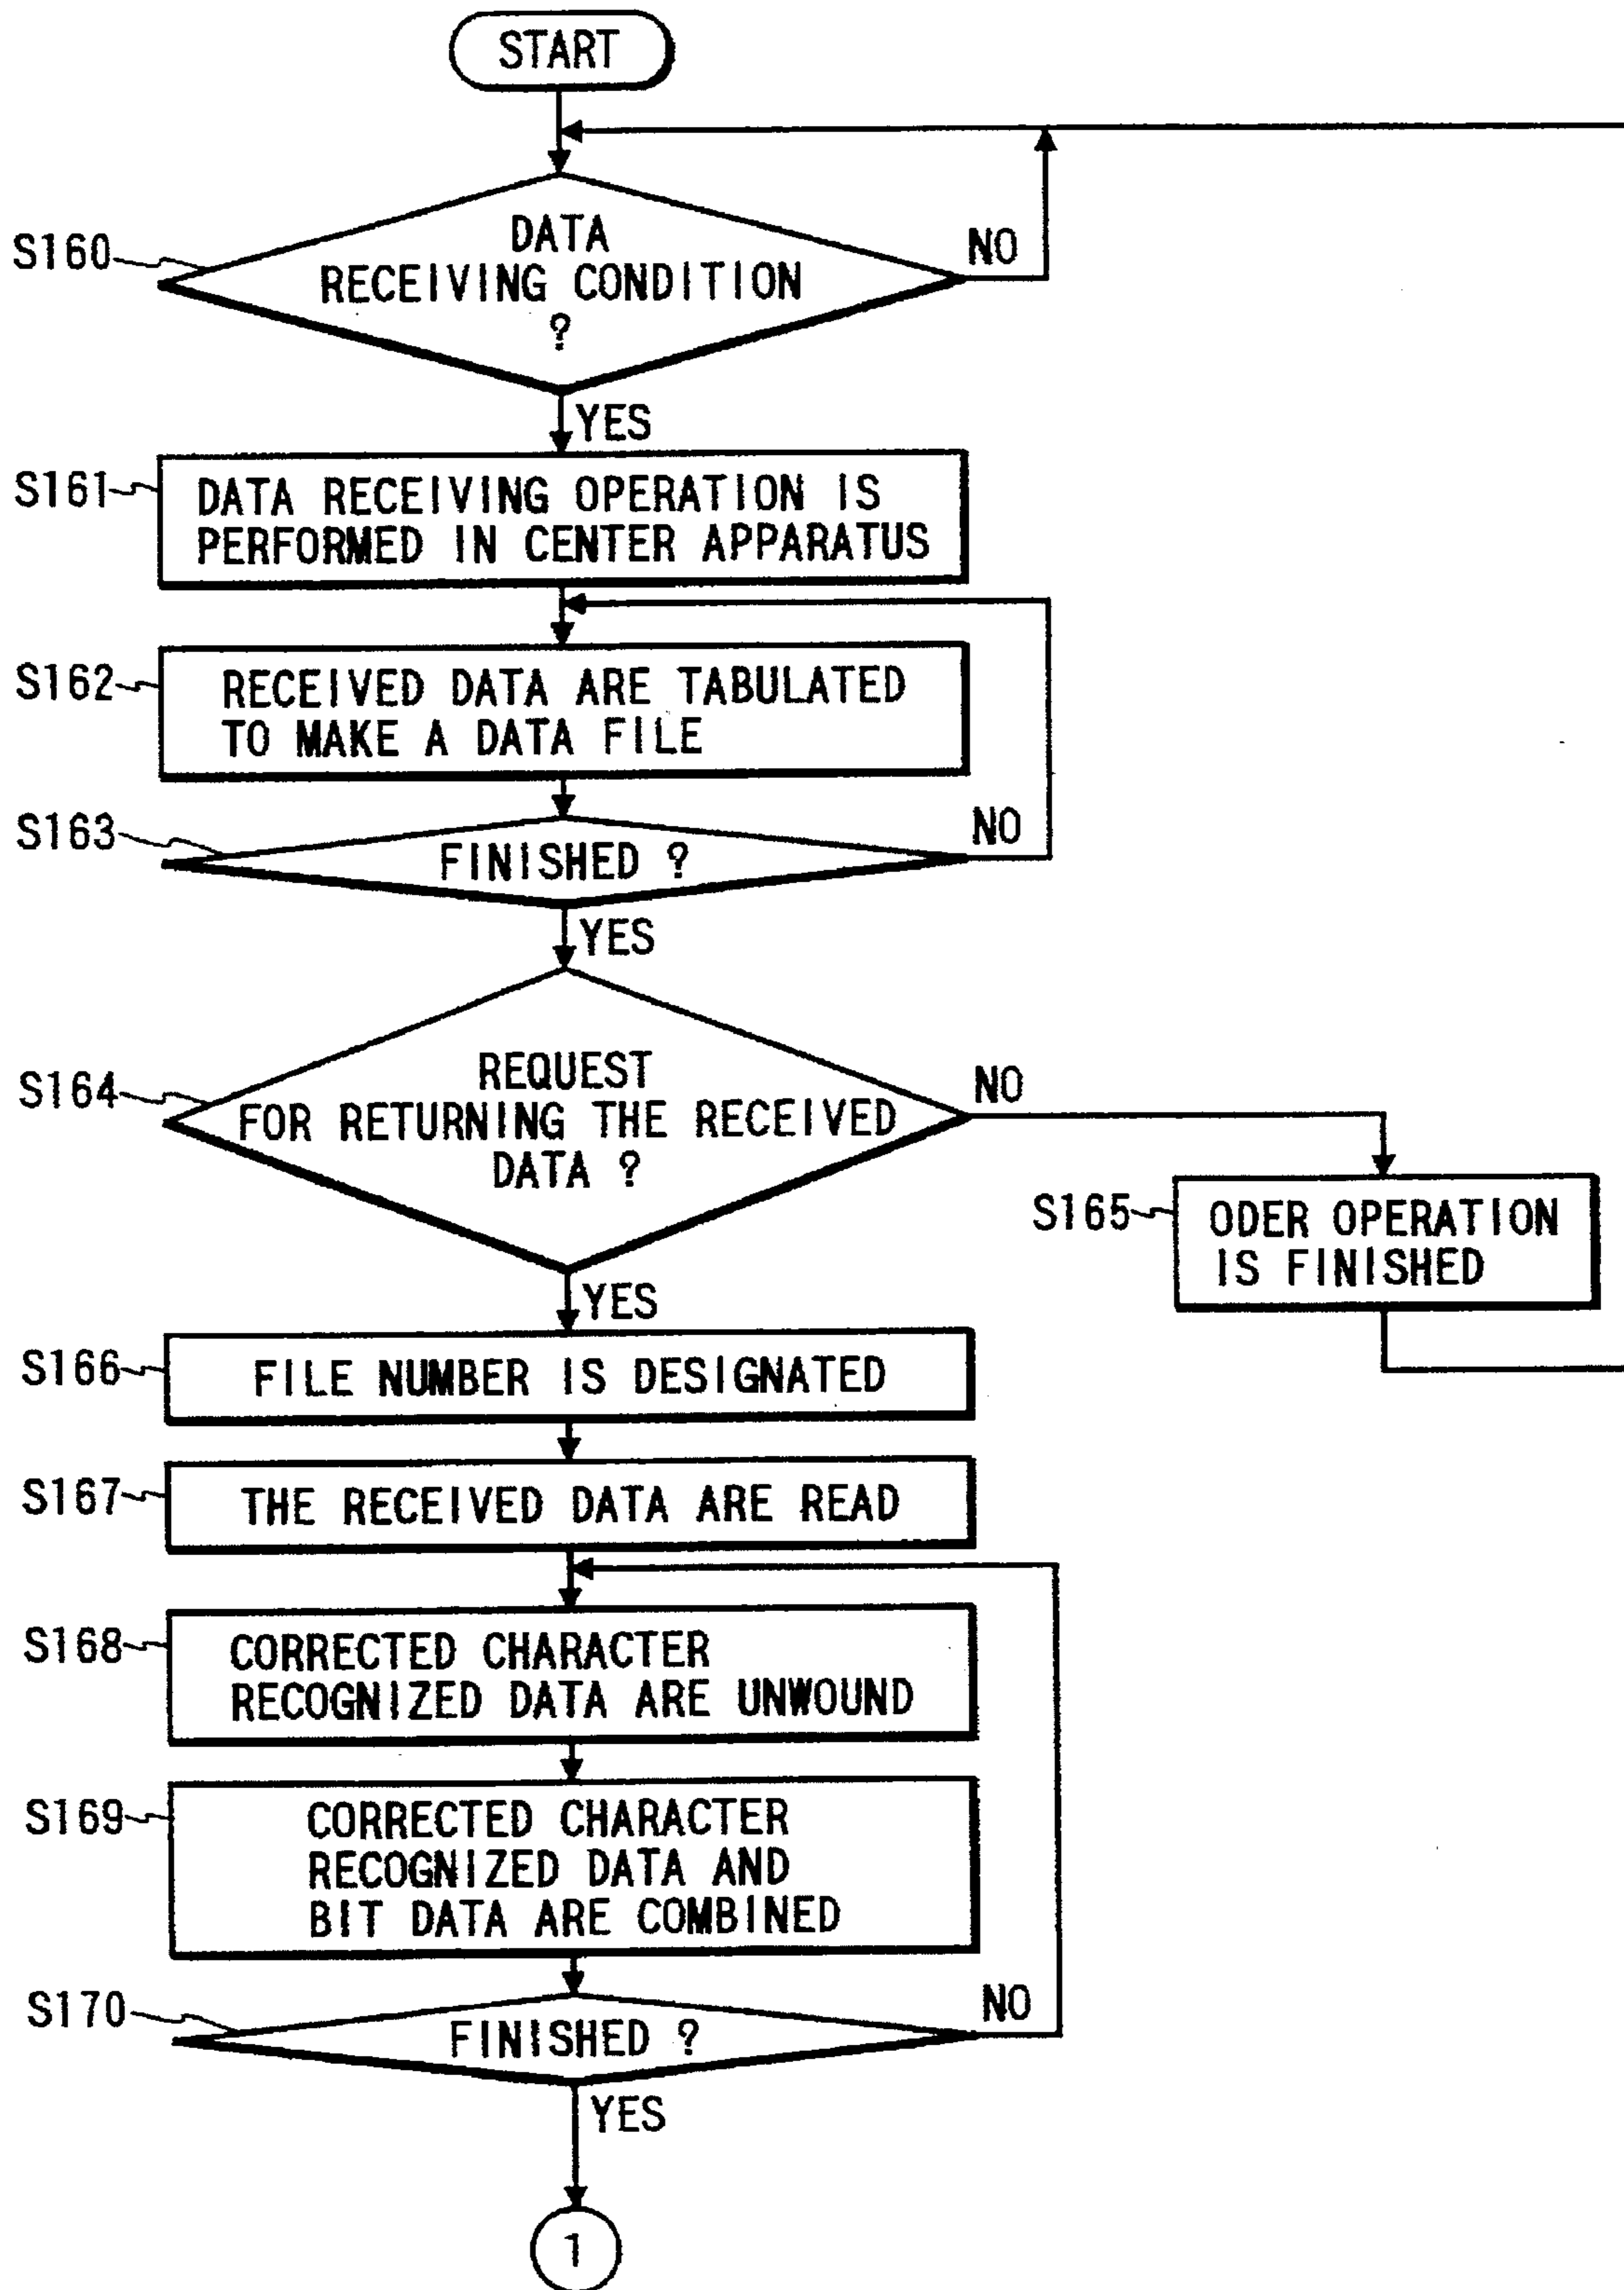 START
S160
DATA
RECEIVING CONDITION
?
NO
YES
S161
DATA RECEIVING OPERATION IS
PERFORMED IN CENTER APPARATUS
S162
RECEIVED DATA ARE TABULATED
TO MAKE A DATA FILE
S163
FINISHED ?
NO
YES
S164
REQUEST
FOR RETURNING THE RECEIVED
DATA ?
NO
S165
ODER OPERATION
IS FINISHED
YES
S166
FILE NUMBER IS DESIGNATED
S167
THE RECEIVED DATA ARE READ
S168
CORRECTED CHARACTER
RECOGNIZED DATA ARE UNWOUND
S169
CORRECTED CHARACTER
RECOGNIZED DATA AND
BIT DATA ARE COMBINED
S170
FINISHED ?
NO
YES
1